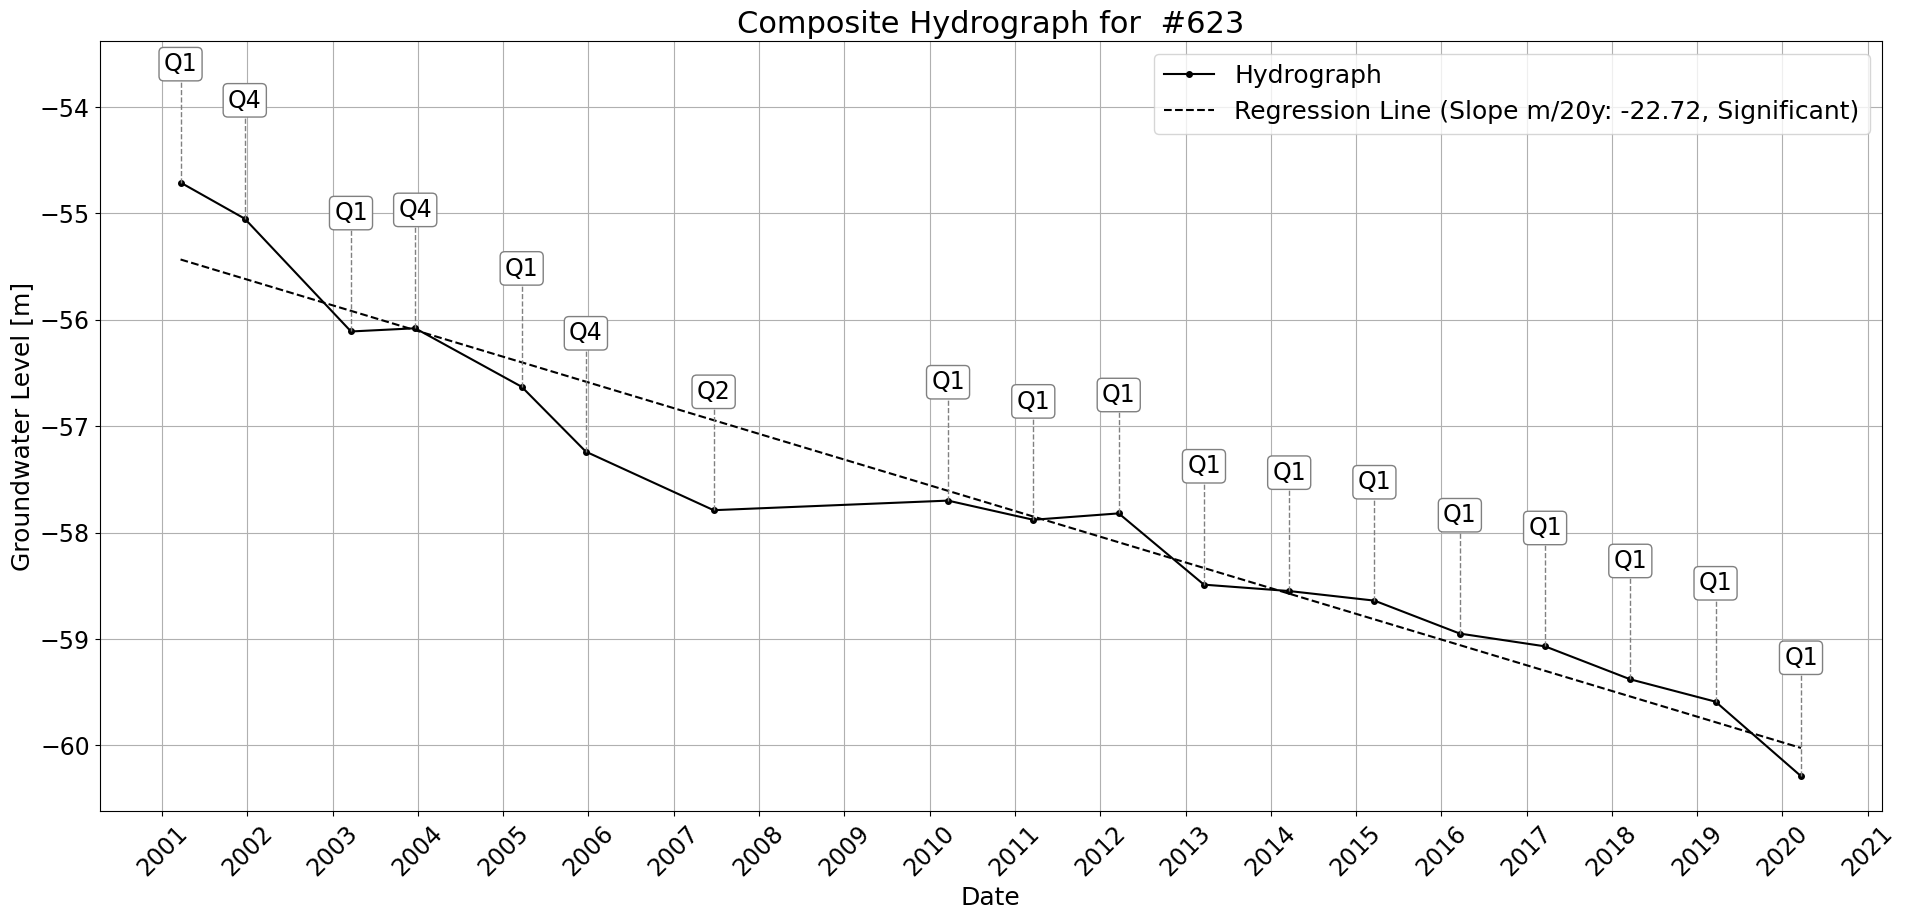 Composite Hydrograph for  #623
Hydrograph
Regression Line (Slope m/20y: -22.72, Significant)
Q1
Q4
Q1
Q4
Q1
Q4
Q2
Q1
Q1
Q1
Q1
Q1
Q1
Q1
Q1
Q1
Q1
Q1
Groundwater Level [m]
−54
−55
−56
−57
−58
−59
−60
2001
2002
2003
2004
2005
2006
2007
2008
2009
2010
2011
2012
2013
2014
2015
2016
2017
2018
2019
2020
2021
Date